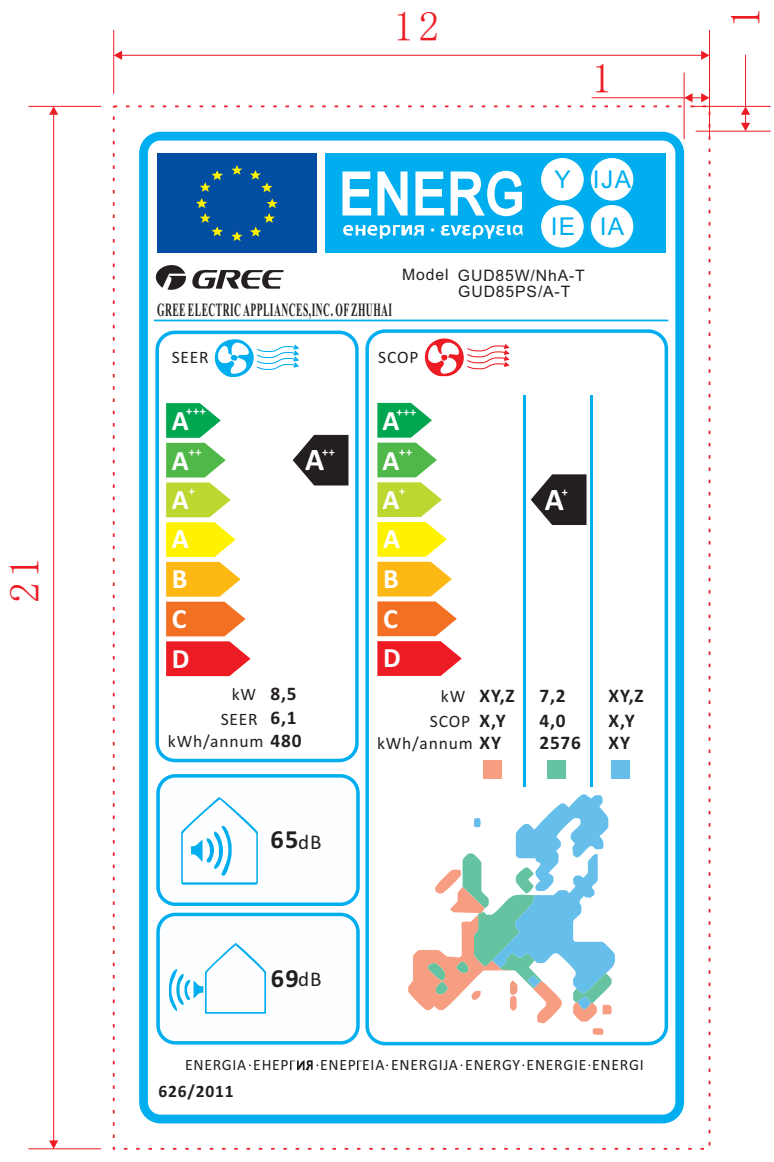 12
1
1
21
ENERG
енергия · ενεργεια
Y IJA
IE IA
GREE
Model GUD85W/NhA-T
GUD85PS/A-T
GREE ELECTRIC APPLIANCES,INC. OF ZHUHAI
SEER
A+++
A++
A+
A
B
C
D
A++
kW 8,5
SEER 6,1
kWh/annum 480
SCOP
A+++
A++
A+
A
B
C
D
A+
kW XY,Z 7,2 XY,Z
SCOP X,Y 4,0 X,Y
kWh/annum XY 2576 XY
65dB
69dB
ENERGIA·ЕНЕРГИЯ·ΕΝΕΡΓΕΙΑ·ENERGIJA·ENERGY·ENERGIE·ENERGI
626/2011